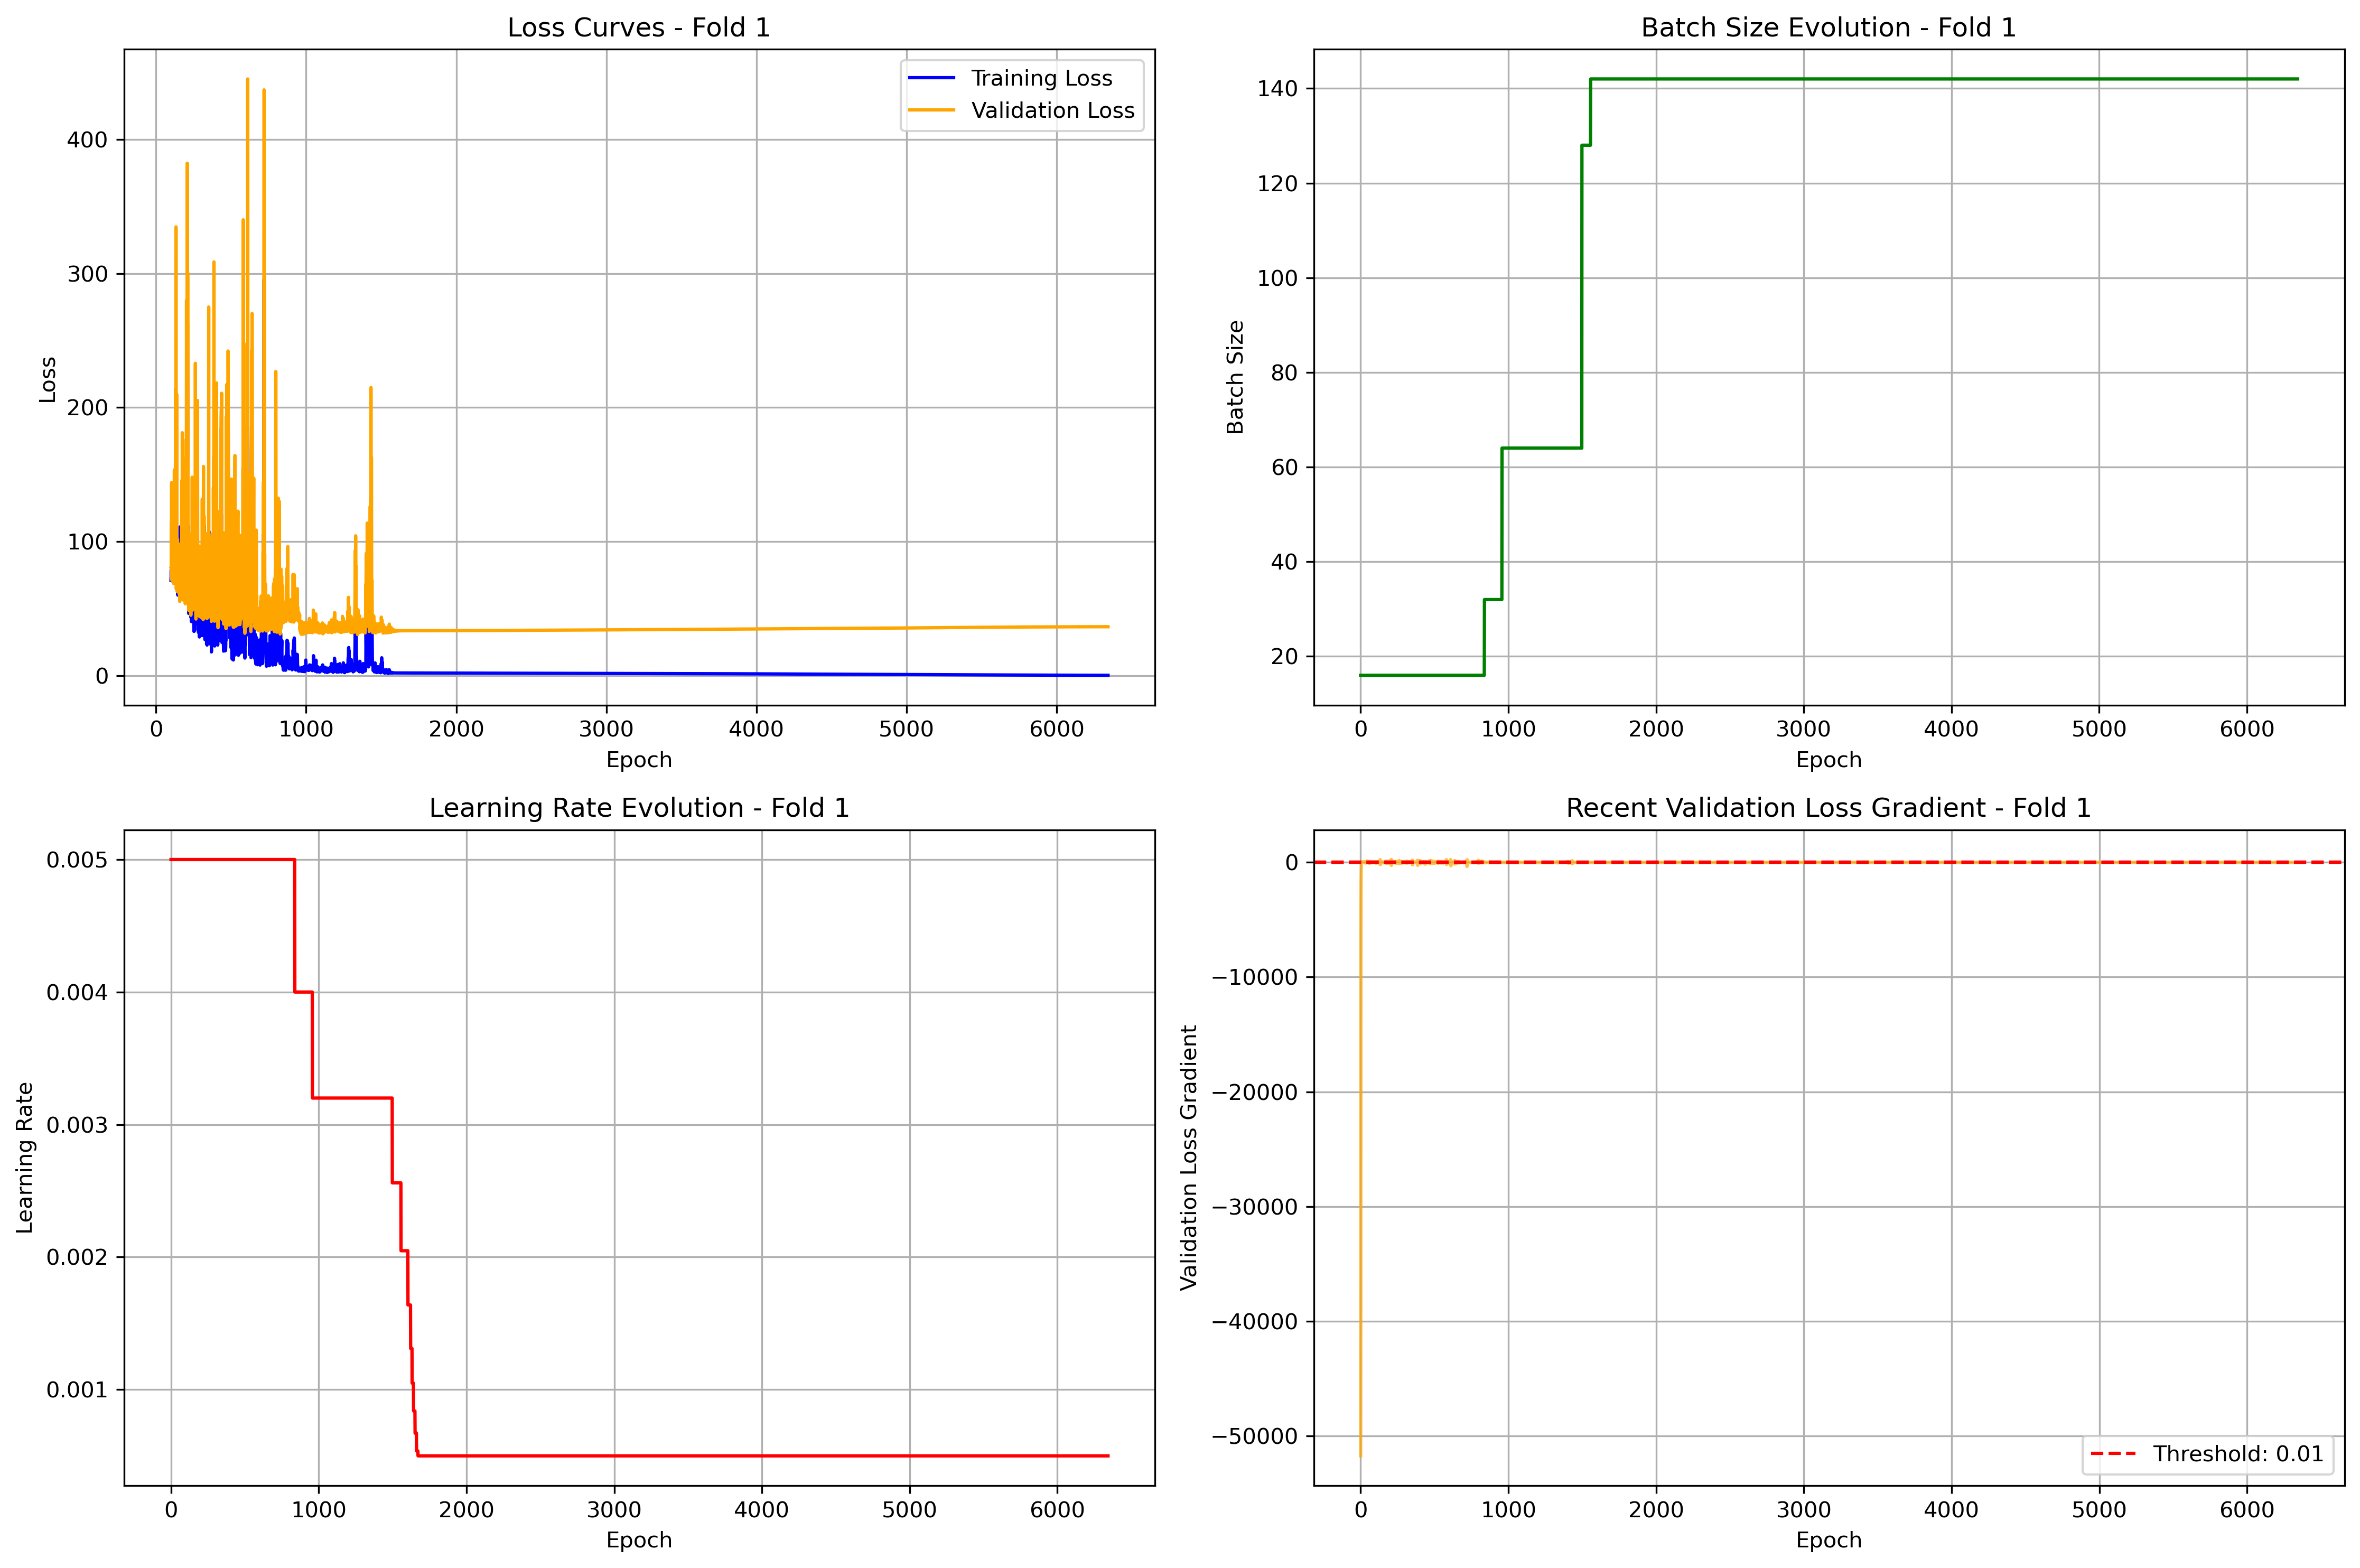 Loss Curves - Fold 1
Training Loss
Validation Loss
400
300
200
100
0
Loss
0 1000 2000 3000 4000 5000 6000
Epoch
Batch Size Evolution - Fold 1
140
120
100
80
60
40
20
Batch Size
0 1000 2000 3000 4000 5000 6000
Epoch
Learning Rate Evolution - Fold 1
0.005
0.004
0.003
0.002
0.001
Learning Rate
0 1000 2000 3000 4000 5000 6000
Epoch
Recent Validation Loss Gradient - Fold 1
0
−10000
−20000
−30000
−40000
−50000
Validation Loss Gradient
Threshold: 0.01
0 1000 2000 3000 4000 5000 6000
Epoch